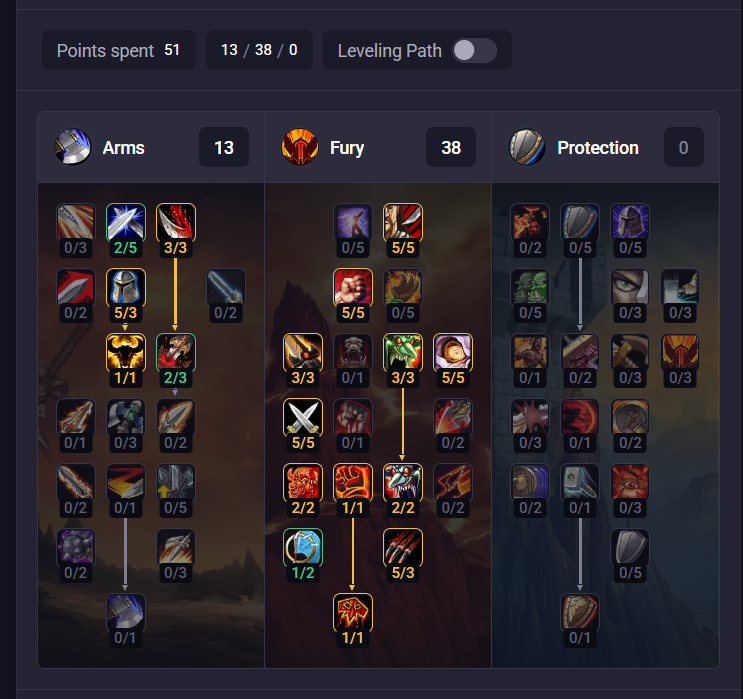 Points spent 51 13 / 38 / 0 Leveling Path
Arms 13 Fury 38 Protection 0
0/3 2/5 3/3 0/5 5/5 0/2 0/5 0/5
0/2 5/3 0/2 5/5 0/5 0/5 0/3 0/3
1/1 2/3 3/3 0/1 3/3 5/5 0/1 0/2 0/3 0/3
0/1 0/3 0/2 5/5 0/1 0/2 0/3 0/1 0/2
0/2 0/1 0/5 2/2 1/1 2/2 0/2 0/2 0/1 0/3
0/2 0/3 1/2 5/3 0/5
0/1 1/1 0/1